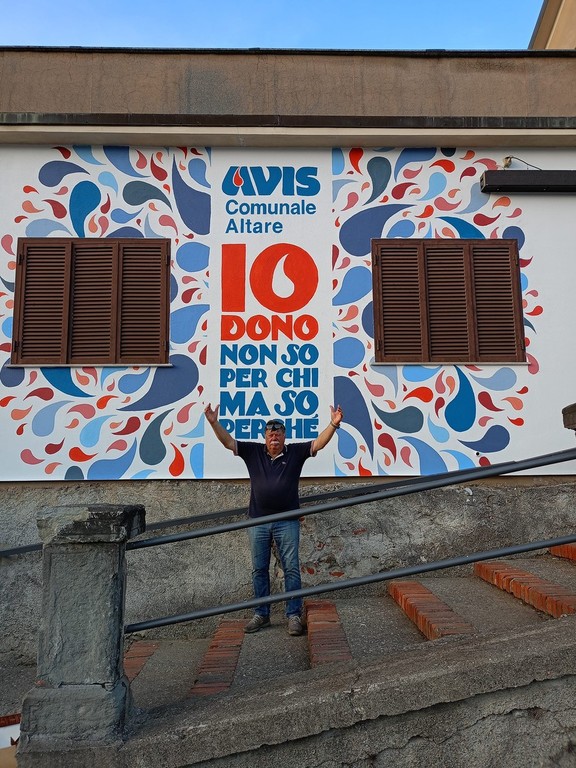 AVIS
Comunale
Altare
IO
DONO
NON SO
PER CHI
MA SO
PERCHÉ